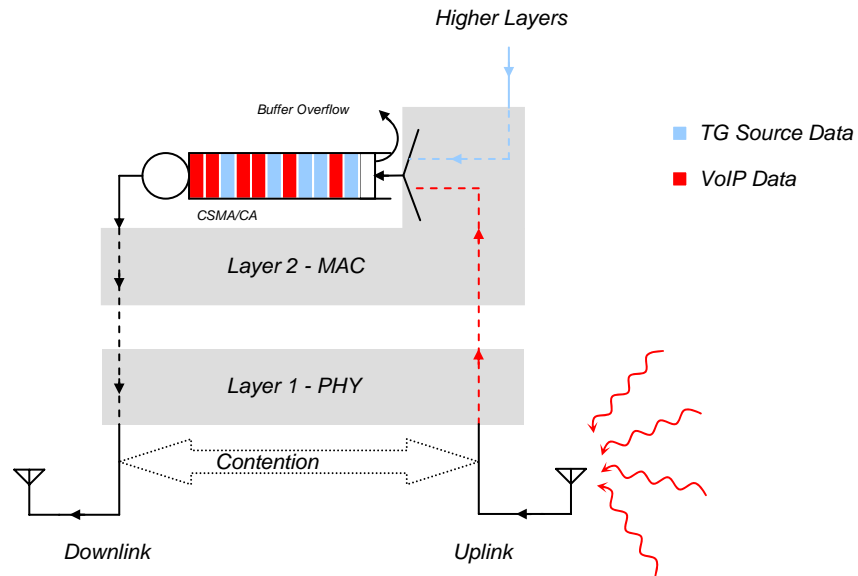 Higher Layers
Buffer Overflow
TG Source Data
VoIP Data
CSMA/CA
Layer 2 - MAC
Layer 1 - PHY
Contention
Downlink
Uplink